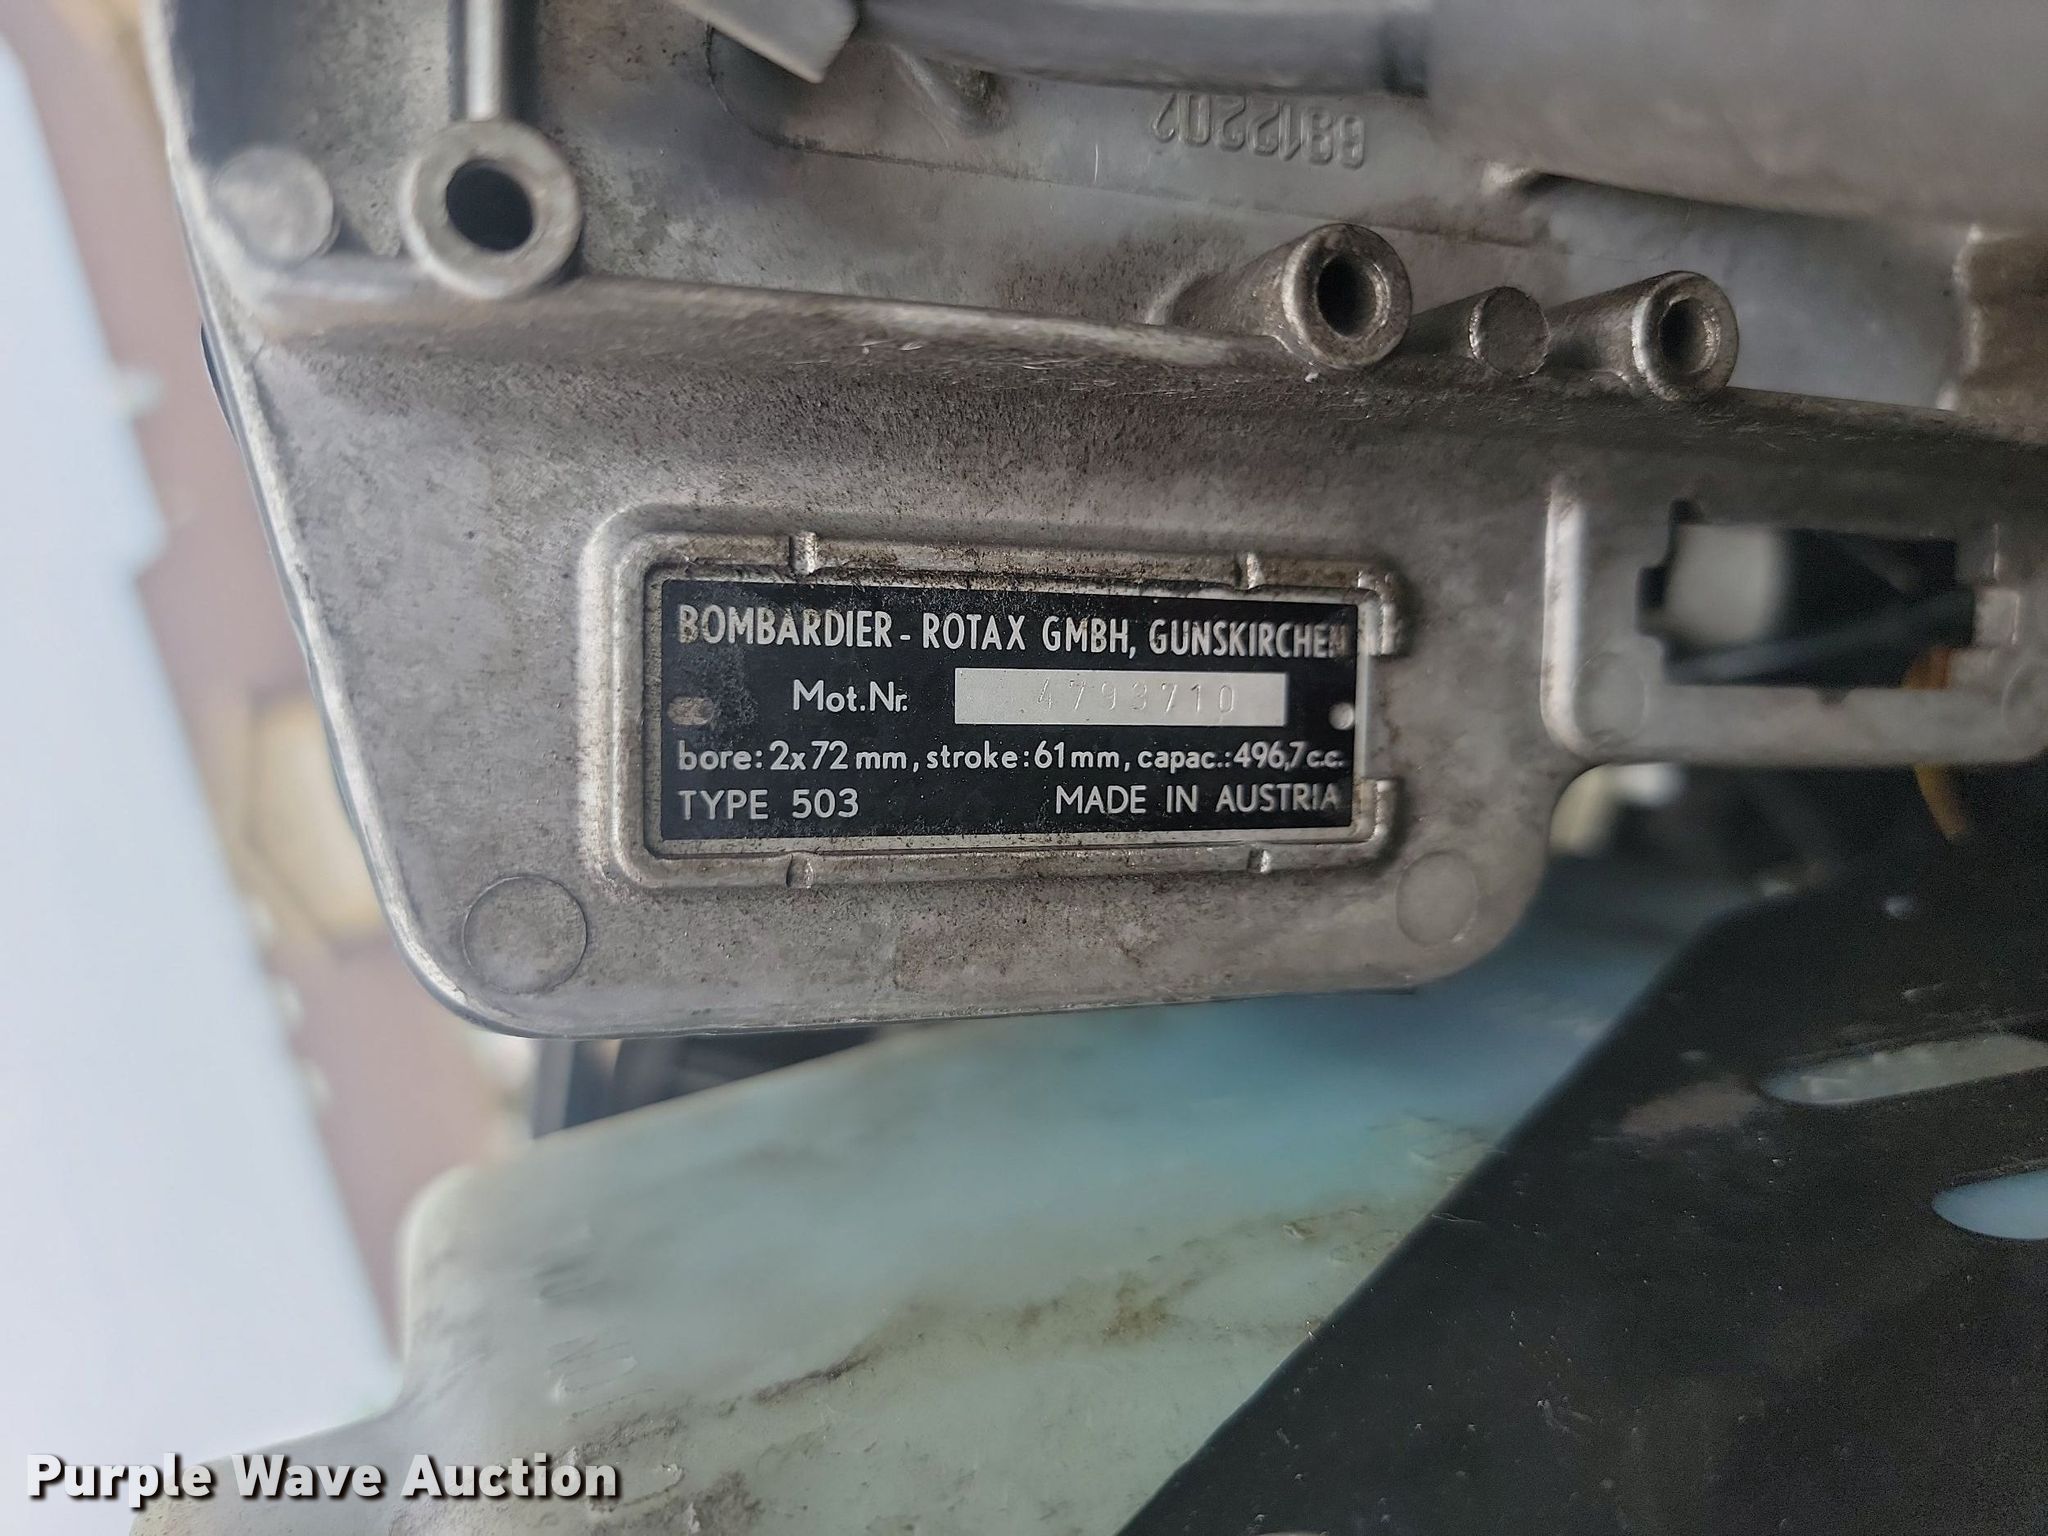 6912202
BOMBARDIER - ROTAX GMBH, GUNSKIRCHEN
Mot.Nr. 4793710
bore: 2x72 mm, stroke: 61 mm, capac.: 496,7 c.c.
TYPE 503 MADE IN AUSTRIA
Purple Wave Auction